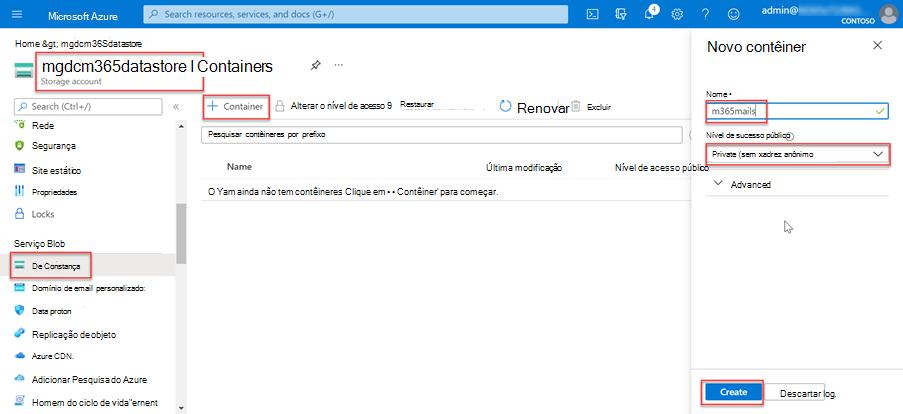 Microsoft Azure
Search resources, services, and docs (G+/)
4
admin@
CONTOSO
Home &gt; mgdcm365datastore
mgdcm365datastore I Containers
Storage account
Search (Ctrl+/)
«
Rede
Segurança
Site estático
Propriedades
Locks
Serviço Blob
De Constança
Domínio de email personalizado:
Data proton
Replicação de objeto
Azure CDN.
Adicionar Pesquisa do Azure
Homem do ciclo de vida"ernent
+ Container
Alterar o nível de acesso 9
Restaurar
Renovar
Excluir
Pesquisar contêineres por prefixo
Name
Última modificação
Nível de acesso público
O Yam ainda não tem contêineres Clique em • • Contêiner' para começar.
Novo contêiner
Nome •
m365mails
Nível de sucesso público
Private (sem xadrez anônimo
Advanced
Create
Descartar log.